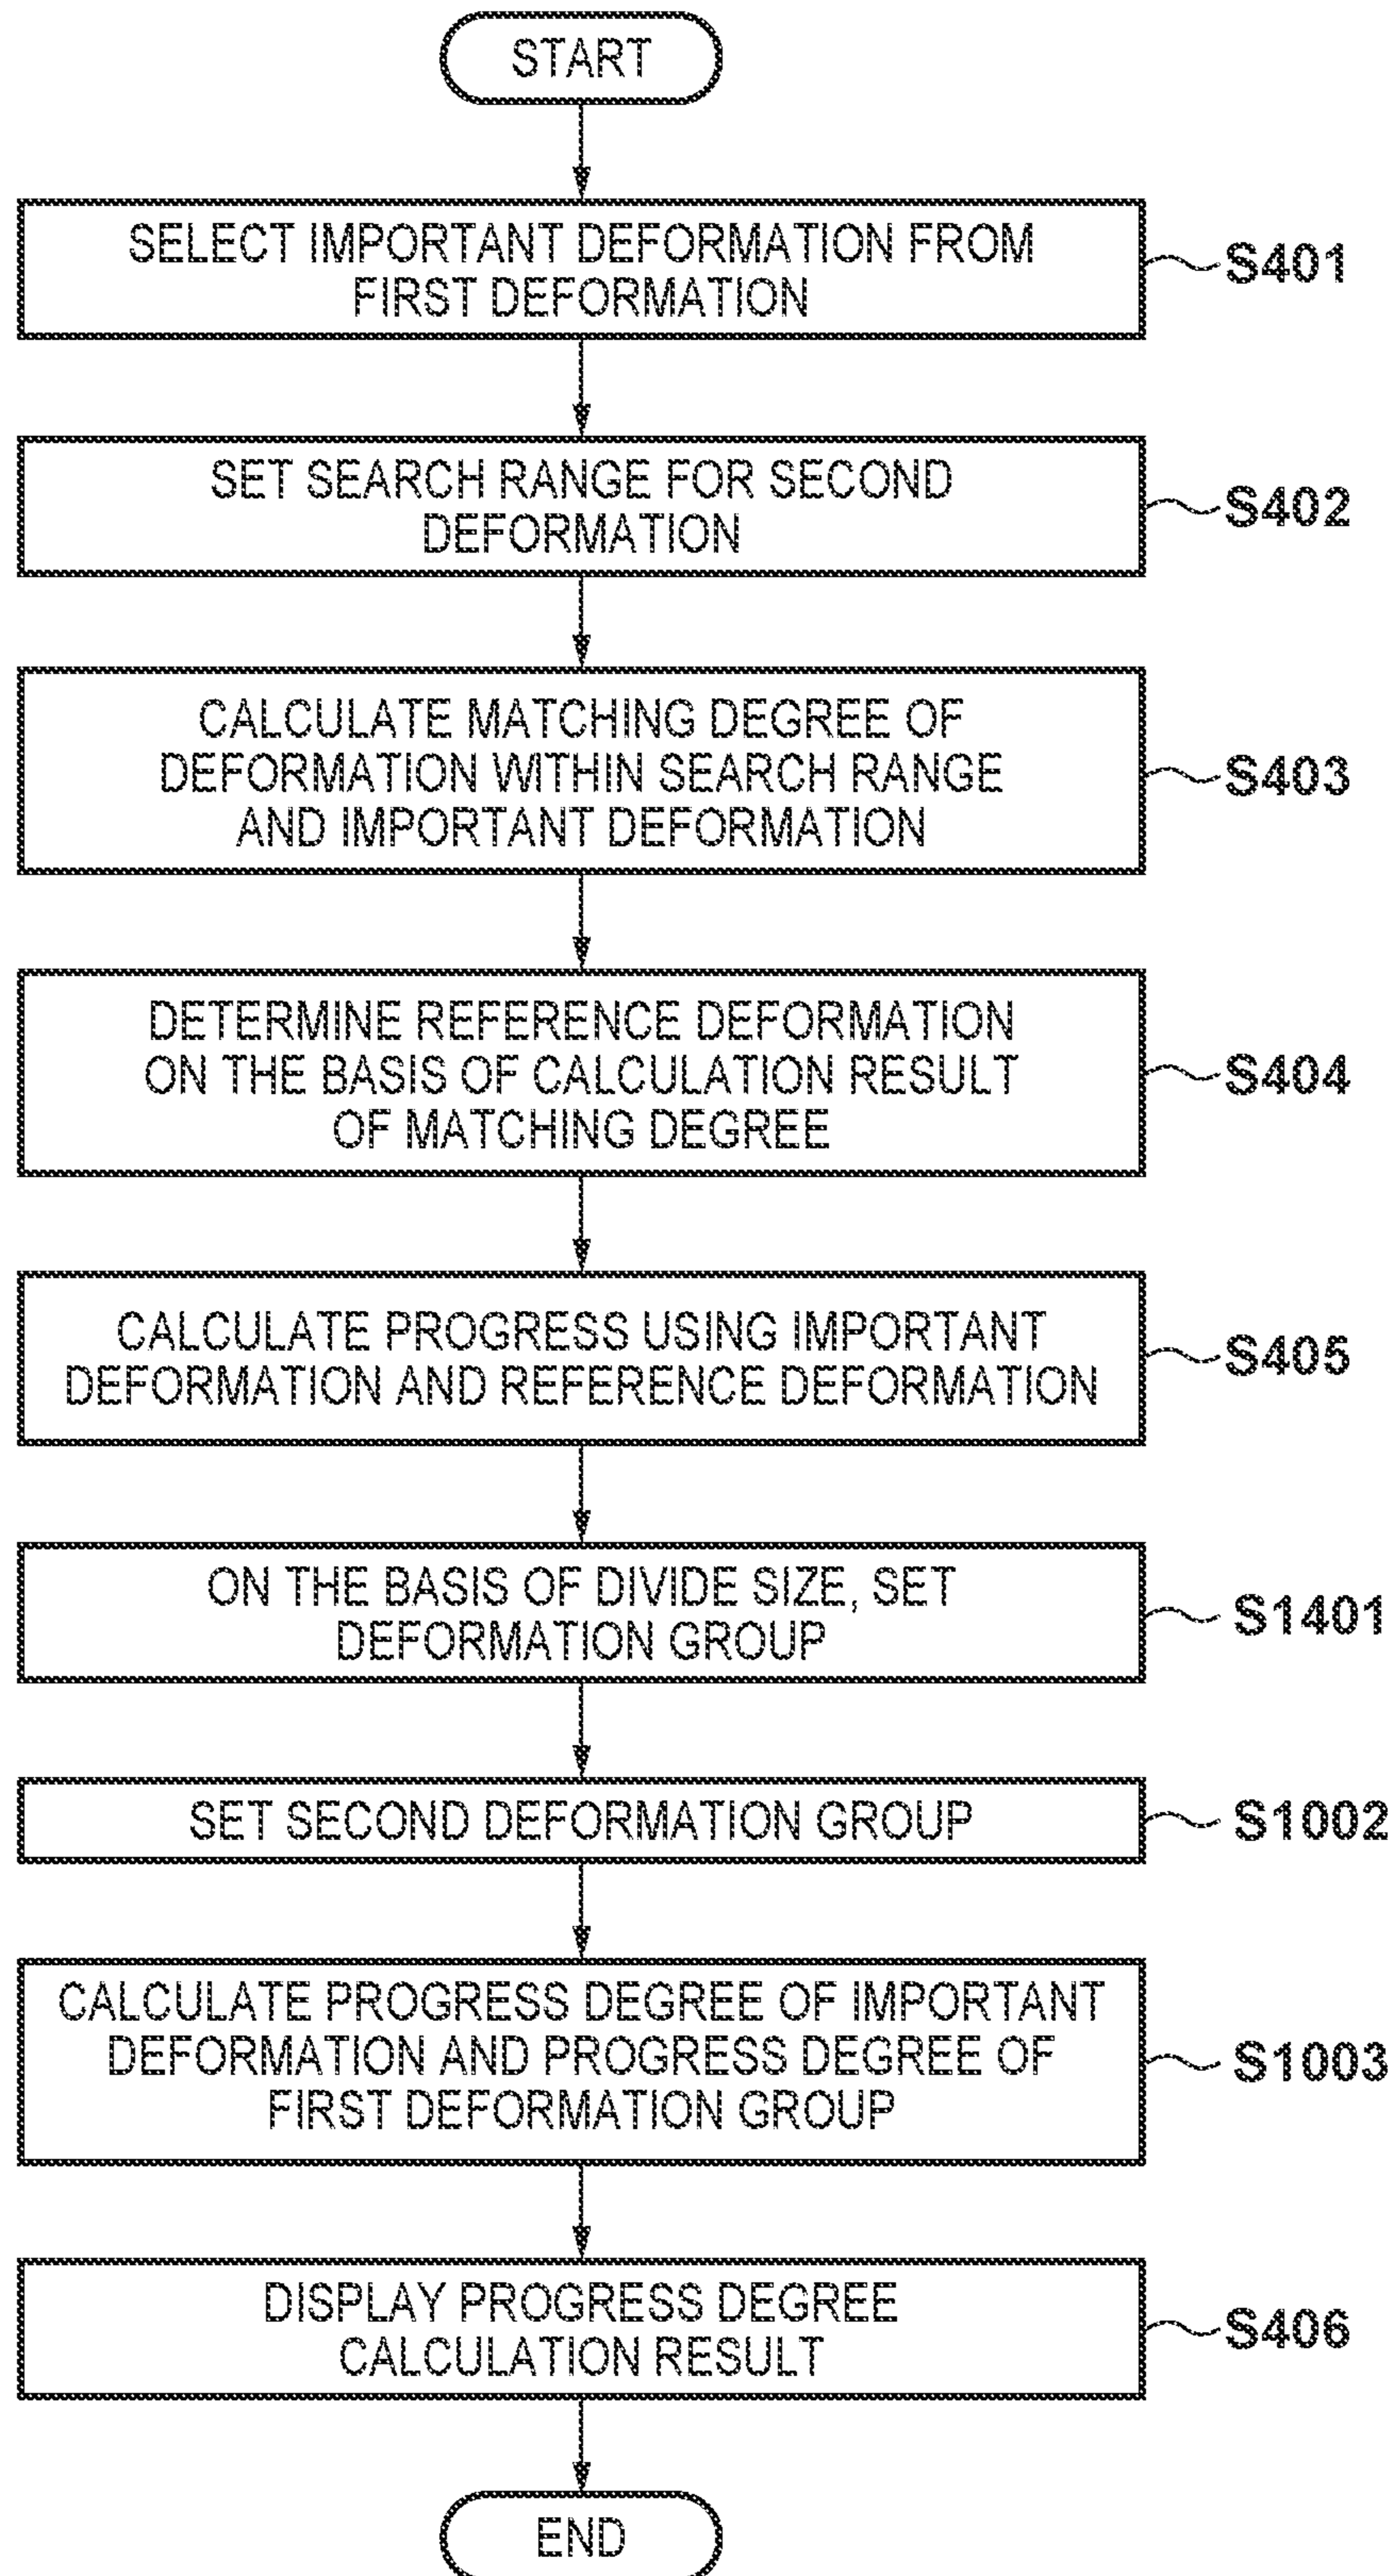 START
SELECT IMPORTANT DEFORMATION FROM
FIRST DEFORMATION
S401
SET SEARCH RANGE FOR SECOND
DEFORMATION
S402
CALCULATE MATCHING DEGREE OF
DEFORMATION WITHIN SEARCH RANGE
AND IMPORTANT DEFORMATION
S403
DETERMINE REFERENCE DEFORMATION
ON THE BASIS OF CALCULATION RESULT
OF MATCHING DEGREE
S404
CALCULATE PROGRESS USING IMPORTANT
DEFORMATION AND REFERENCE DEFORMATION
S405
ON THE BASIS OF DIVIDE SIZE, SET
DEFORMATION GROUP
S1401
SET SECOND DEFORMATION GROUP
S1002
CALCULATE PROGRESS DEGREE OF IMPORTANT
DEFORMATION AND PROGRESS DEGREE OF
FIRST DEFORMATION GROUP
S1003
DISPLAY PROGRESS DEGREE
CALCULATION RESULT
S406
END